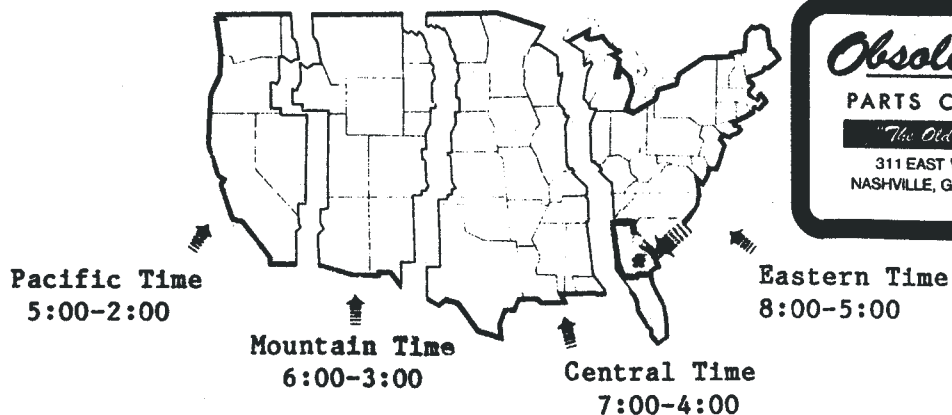 PARTS
"The Old
311 EAST
NASHVILLE, G
Pacific Time
5:00-2:00
Mountain Time
6:00-3:00
Central Time
7:00-4:00
Eastern Time
8:00-5:00